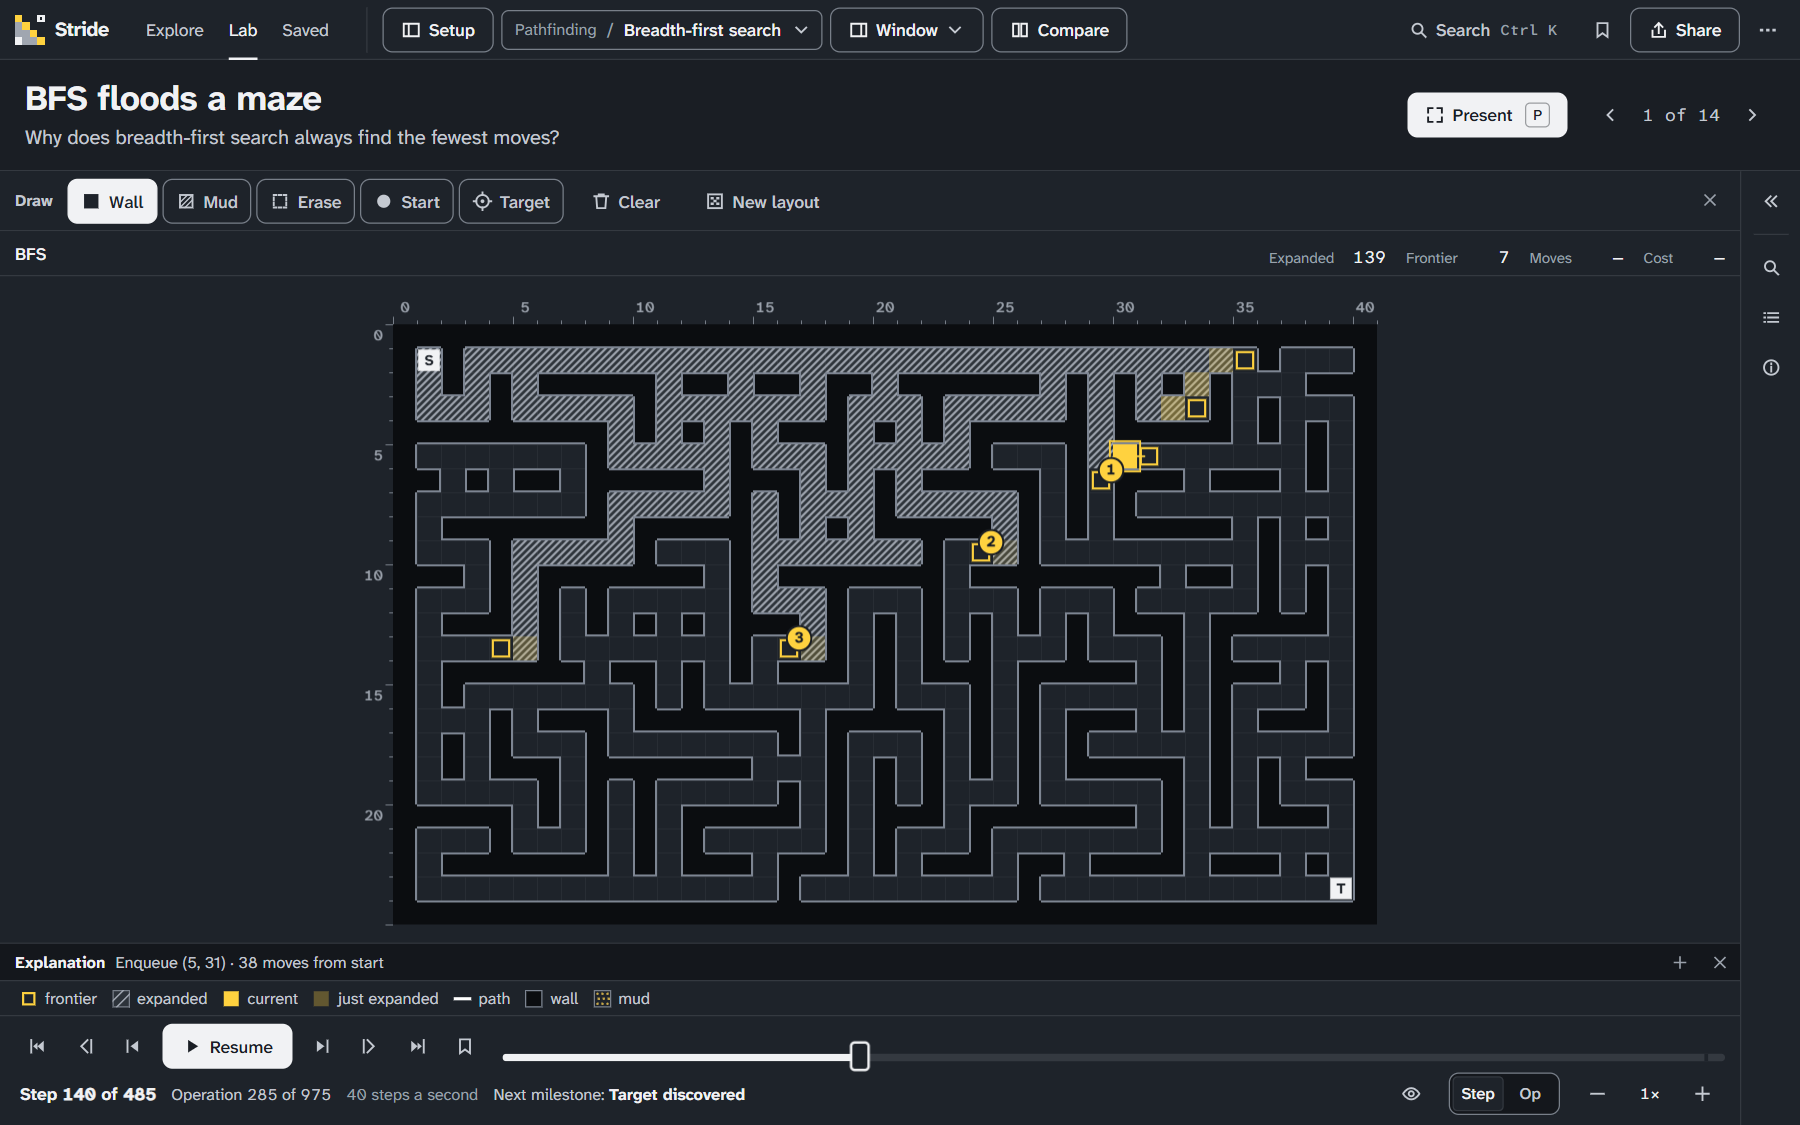 Stride Explore Lab Saved Setup Pathfinding / Breadth-first search Window Compare Search Ctrl K Share
BFS floods a maze
Why does breadth-first search always find the fewest moves?
Present P 1 of 14
Draw Wall Mud Erase Start Target Clear New layout
BFS Expanded 139 Frontier 7 Moves – Cost –
0 5 10 15 20 25 30 35 40
0
S
5
1
2
10
3
15
20
T
Explanation Enqueue (5, 31) · 38 moves from start
frontier expanded current just expanded path wall mud
Resume
Step 140 of 485 Operation 285 of 975 40 steps a second Next milestone: Target discovered Step Op 1×